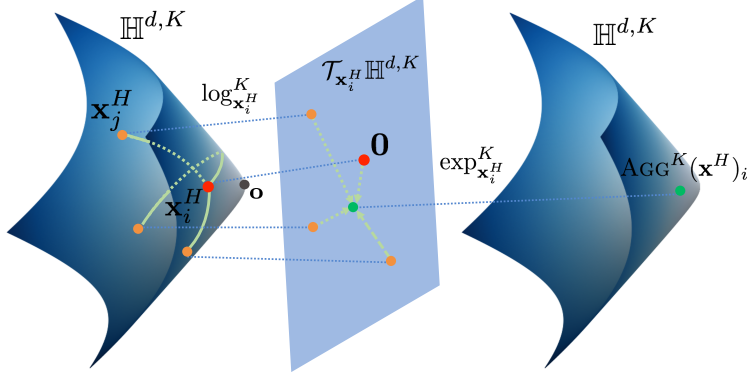 ℍ^{d,K}
log^K_{𝐱_i^H}
𝐱_j^H
𝐱_i^H
𝐨
𝒯_{𝐱_i^H}ℍ^{d,K}
𝟎
exp^K_{𝐱_i^H}
ℍ^{d,K}
AGG^K(𝐱^H)_i